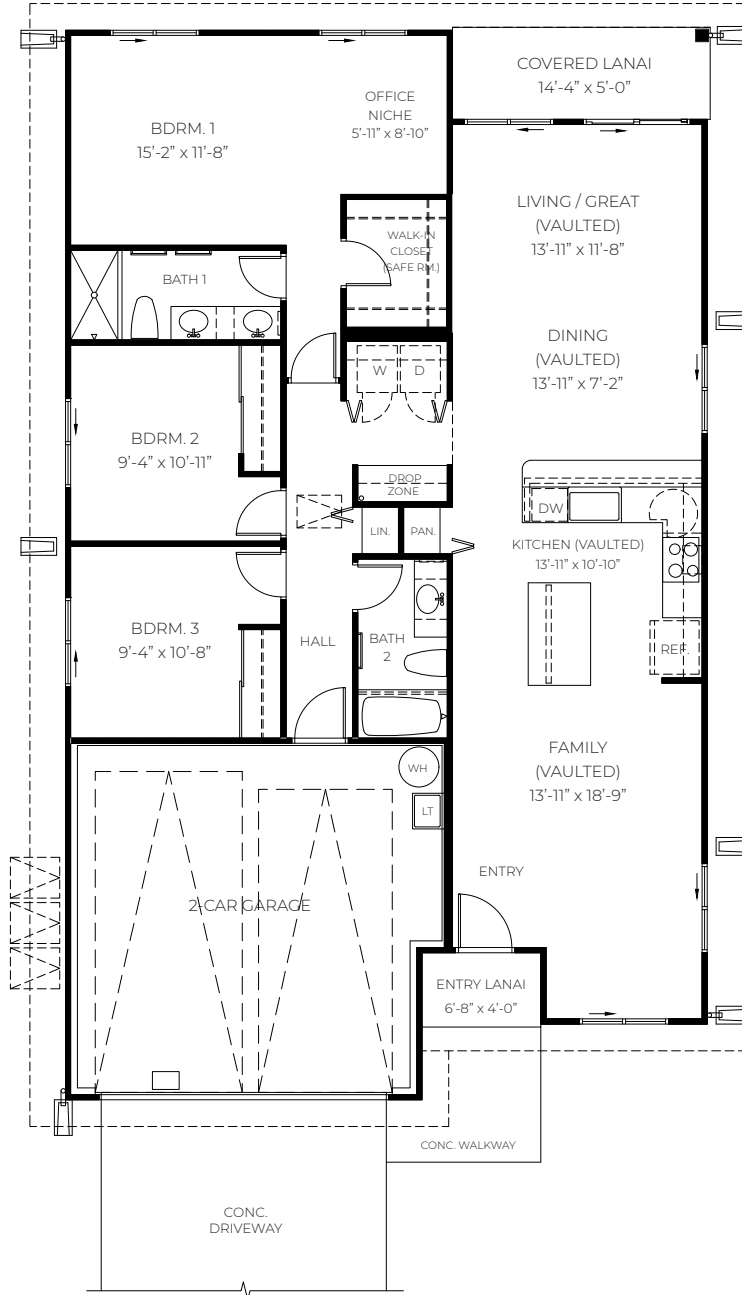 COVERED LANAI
14'-4" x 5'-0"
OFFICE
NICHE
5'-11" x 8'-10"
BDRM. 1
15'-2" x 11'-8"
LIVING / GREAT
(VAULTED)
13'-11" x 11'-8"
WALK-IN
CLOSET
(SAFE RM.)
BATH 1
DINING
(VAULTED)
13'-11" x 7'-2"
W
D
BDRM. 2
9'-4" x 10'-11"
DROP
ZONE
DW
LIN.
PAN.
KITCHEN (VAULTED)
13'-11" x 10'-10"
BDRM. 3
9'-4" x 10'-8"
HALL
BATH
2
REF.
FAMILY
(VAULTED)
13'-11" x 18'-9"
WH
LT
ENTRY
2-CAR GARAGE
ENTRY LANAI
6'-8" x 4'-0"
CONC. WALKWAY
CONC.
DRIVEWAY